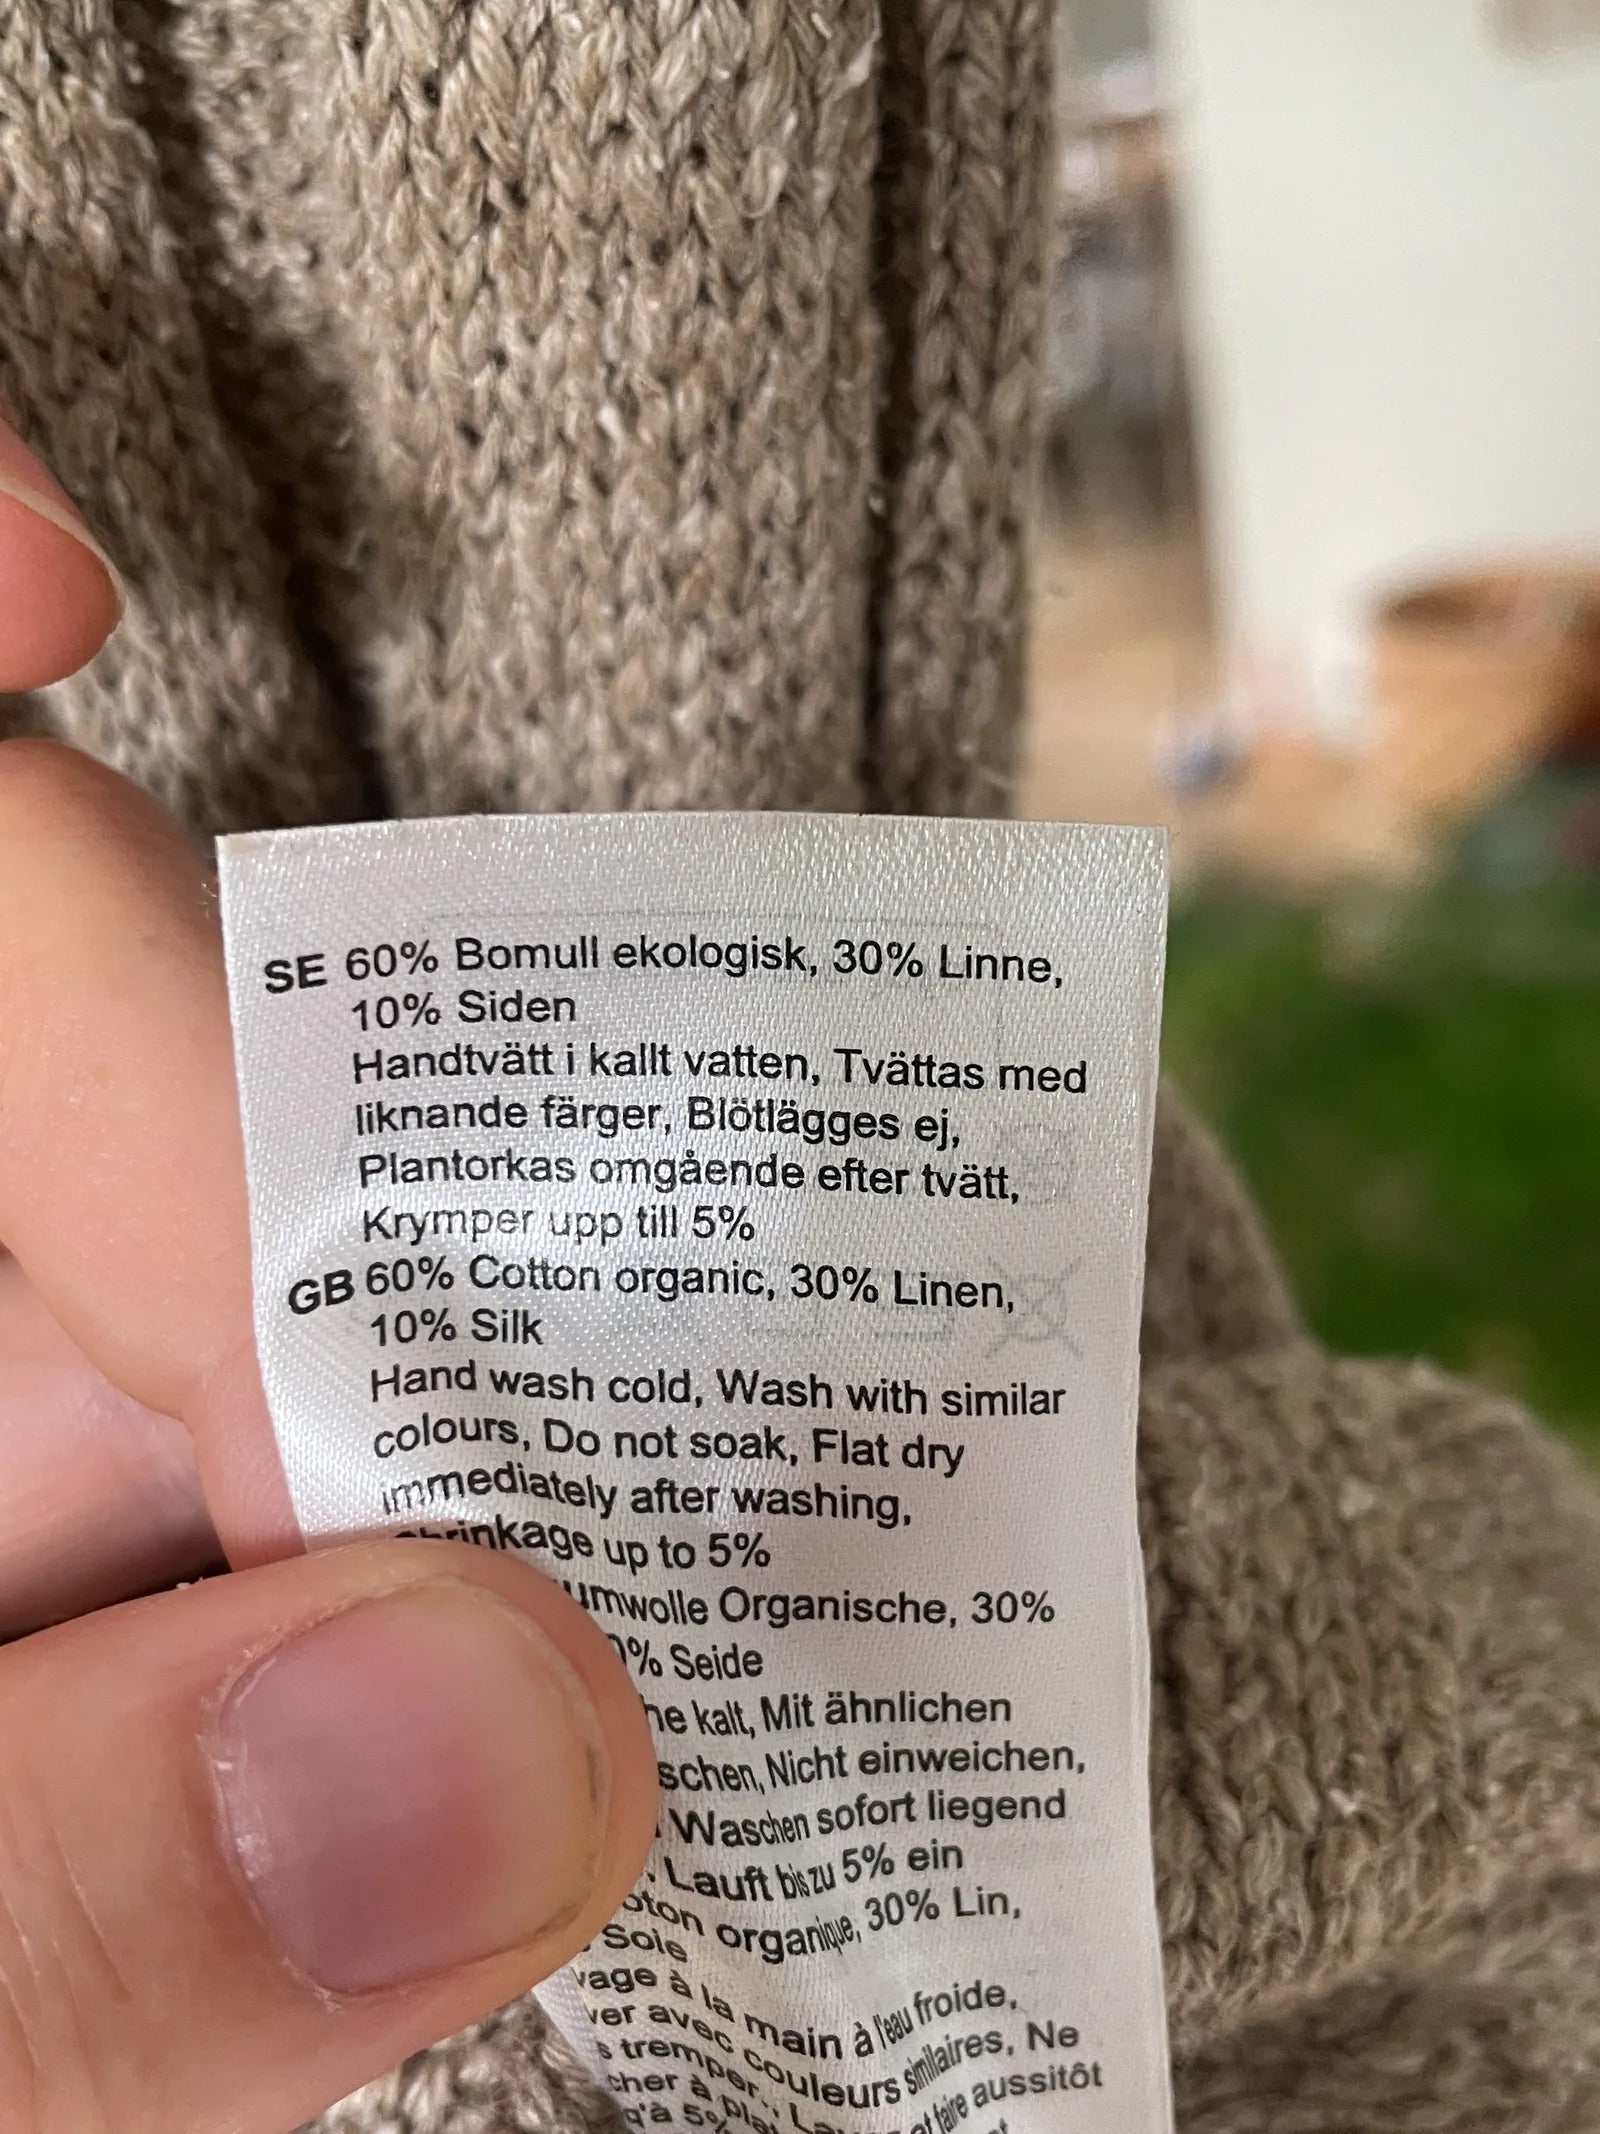 SE 60% Bomull ekologisk, 30% Linne,
10% Siden
Handtvätt i kallt vatten, Tvättas med
liknande färger, Blötlägges ej,
Plantorkas omgående efter tvätt,
Krymper upp till 5%
GB 60% Cotton organic, 30% Linen,
10% Silk
Hand wash cold, Wash with similar
colours, Do not soak, Flat dry
immediately after washing,
shrinkage up to 5%
umwolle Organische, 30%
0% Seide
he kalt, Mit ähnlichen
schen, Nicht einweichen,
Waschen sofort liegend
. Lauft bis zu 5% ein
oton organique, 30% Lin,
Soie
vage à la main à l'eau froide,
ver avec couleurs similaires, Ne
s tremper.
cher à et faire aussitôt
q'à 5%